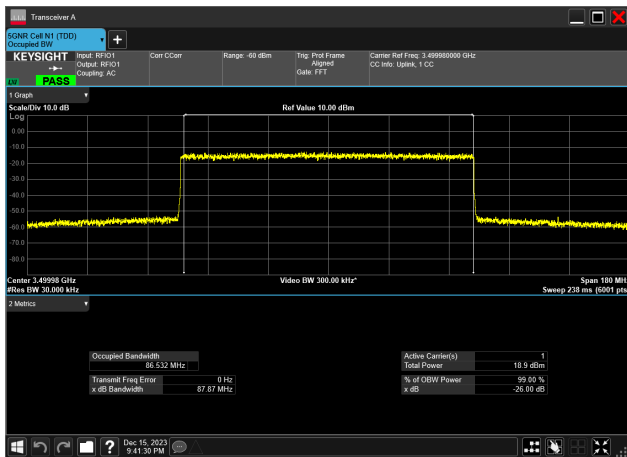 Transceiver A
5GNR Cell N1 (TDD)
Occupied BW
KEYSIGHT
Input: RFIO1
Output: RFIO1
Coupling: AC
Corr CCorr
Range: -60 dBm
Trig: Prot Frame
Aligned
Gate: FFT
Carrier Ref Freq: 3.499980000 GHz
CC Info: Uplink, 1 CC
PASS
1 Graph
Scale/Div 10.0 dB
Ref Value 10.00 dBm
Log
0.00
-10.0
-20.0
-30.0
-40.0
-50.0
-60.0
-70.0
-80.0
Center 3.49998 GHz
Video BW 300.00 kHz*
Span 180 MHz
#Res BW 30.000 kHz
Sweep 238 ms (6001 pts
2 Metrics
Occupied Bandwidth
86.532 MHz
Transmit Freq Error 0 Hz
x dB Bandwidth 87.87 MHz
Active Carrier(s) 1
Total Power 18.9 dBm
% of OBW Power 99.00 %
x dB -26.00 dB
Dec 15, 2023
9:41:30 PM